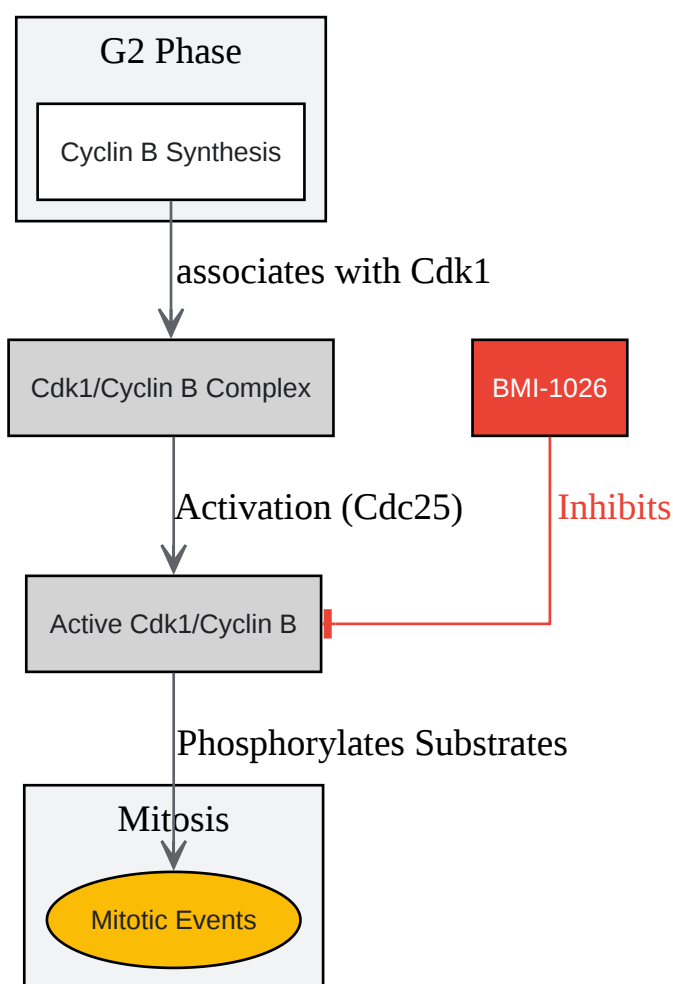 G2 Phase
Cyclin B Synthesis
associates with Cdk1
Cdk1/Cyclin B Complex
BMI-1026
Activation (Cdc25)
Inhibits
Active Cdk1/Cyclin B
Phosphorylates Substrates
Mitosis
Mitotic Events